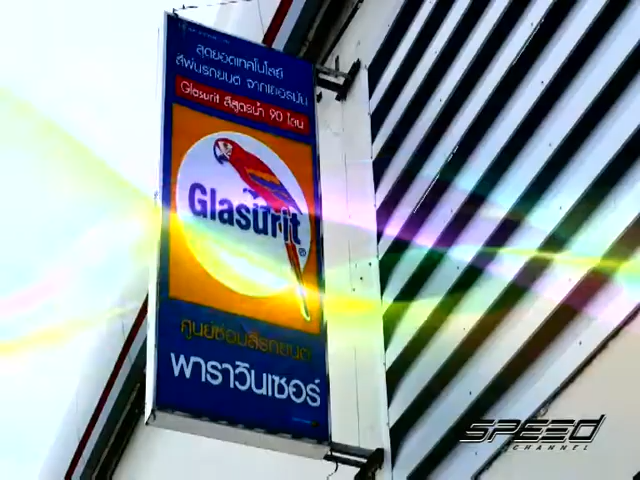 สุดยอดเทคโนโลยี
สีพ่นรถยนต์ จากเยอรมัน
Glasurit สีสูตรน้ำ 90 ไลน์
Glasurit
ศูนย์ซ่อมสีรถยนต์
พาราวินเซอร์
SPEED
CHANNEL